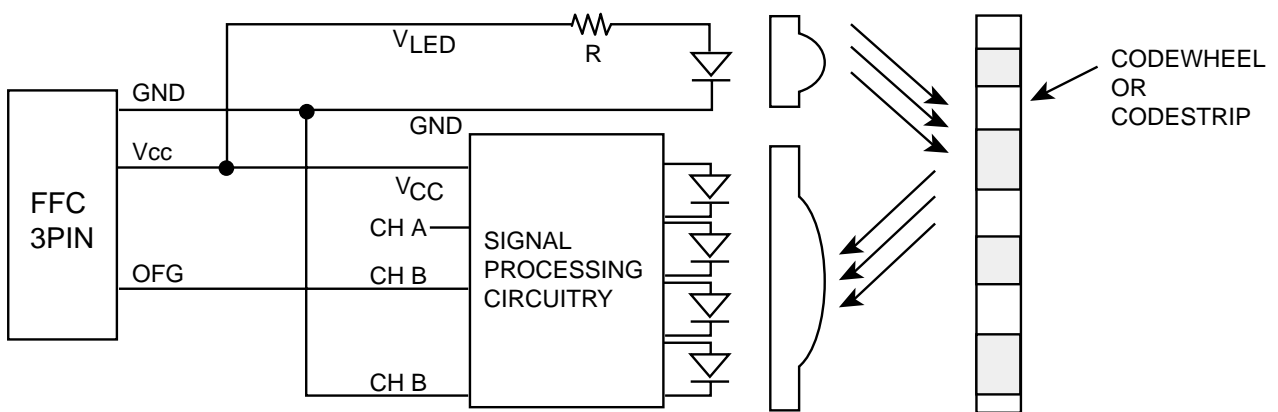 VLED
R
GND
GND
Vcc
VCC
FFC
3PIN
CH A
OFG
CH B
CH B
SIGNAL
PROCESSING
CIRCUITRY
CODEWHEEL
OR
CODESTRIP